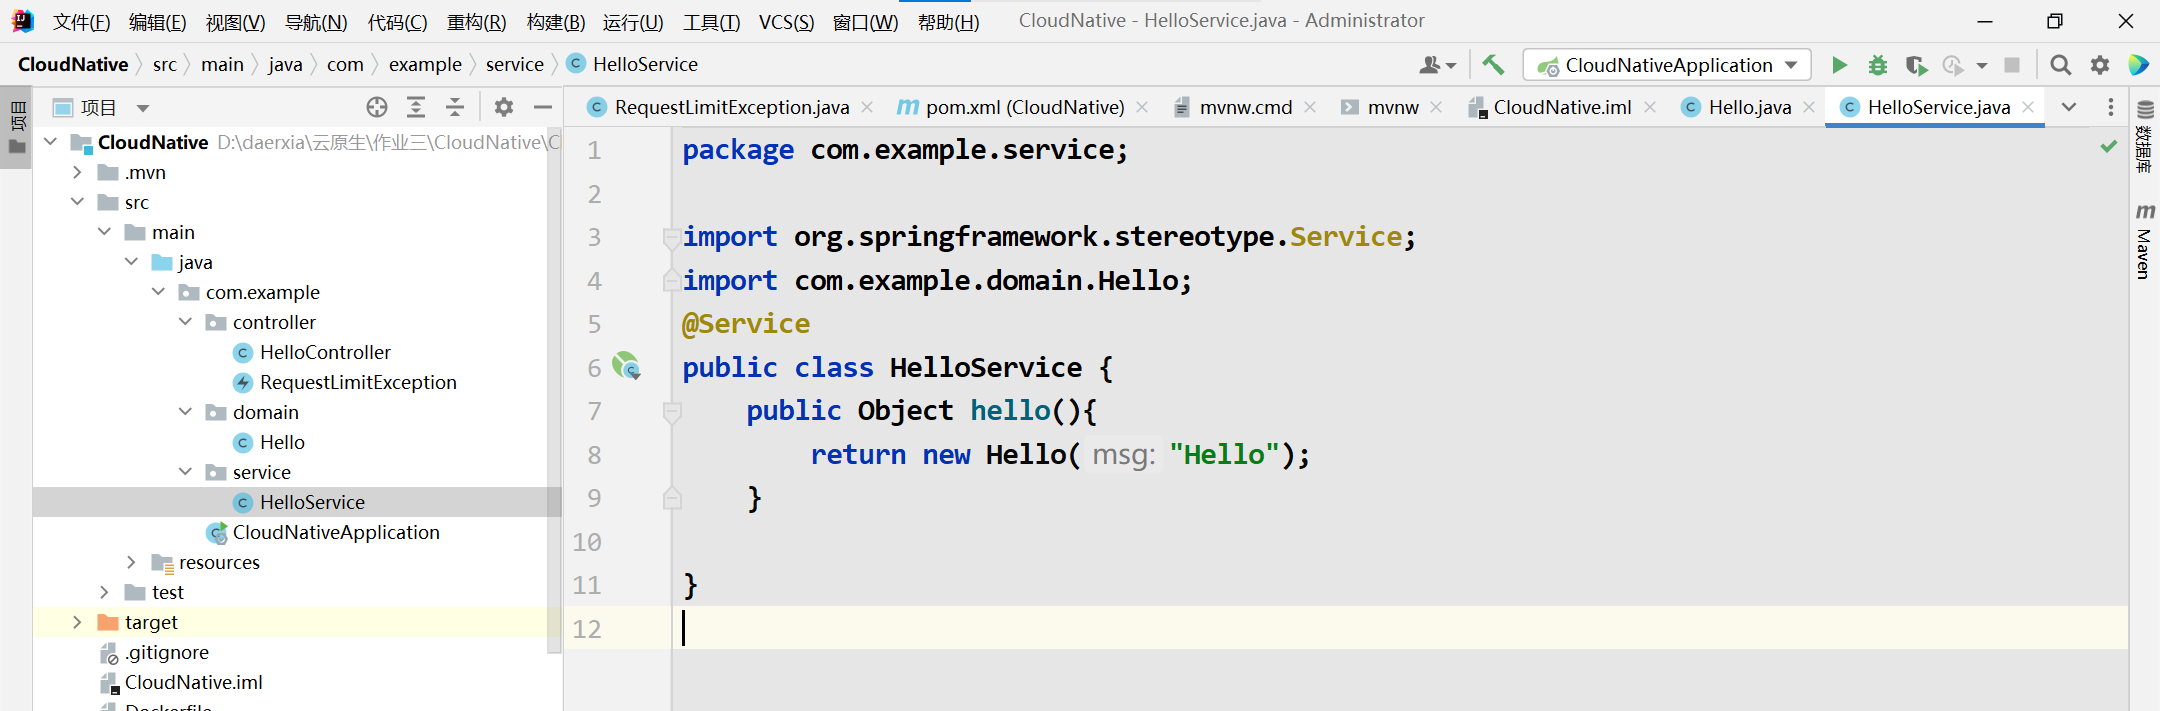 文件(F) 编辑(E) 视图(V) 导航(N) 代码(C) 重构(R) 构建(B) 运行(U) 工具(T) VCS(S) 窗口(W) 帮助(H) CloudNative - HelloService.java - Administrator
CloudNative src main java com example service HelloService CloudNativeApplication
项目
项目
RequestLimitException.java pom.xml (CloudNative) mvnw.cmd mvnw CloudNative.iml Hello.java HelloService.java
CloudNative D:\daerxia\云原生\作业三\CloudNative\C
.mvn
src
main
java
com.example
controller
HelloController
RequestLimitException
domain
Hello
service
HelloService
CloudNativeApplication
resources
test
target
.gitignore
CloudNative.iml
Dockerfile
1 package com.example.service;
2
3 import org.springframework.stereotype.Service;
4 import com.example.domain.Hello;
5 @Service
6 public class HelloService {
7 public Object hello(){
8 return new Hello( msg: "Hello");
9 }
10
11 }
12
数据库
Maven